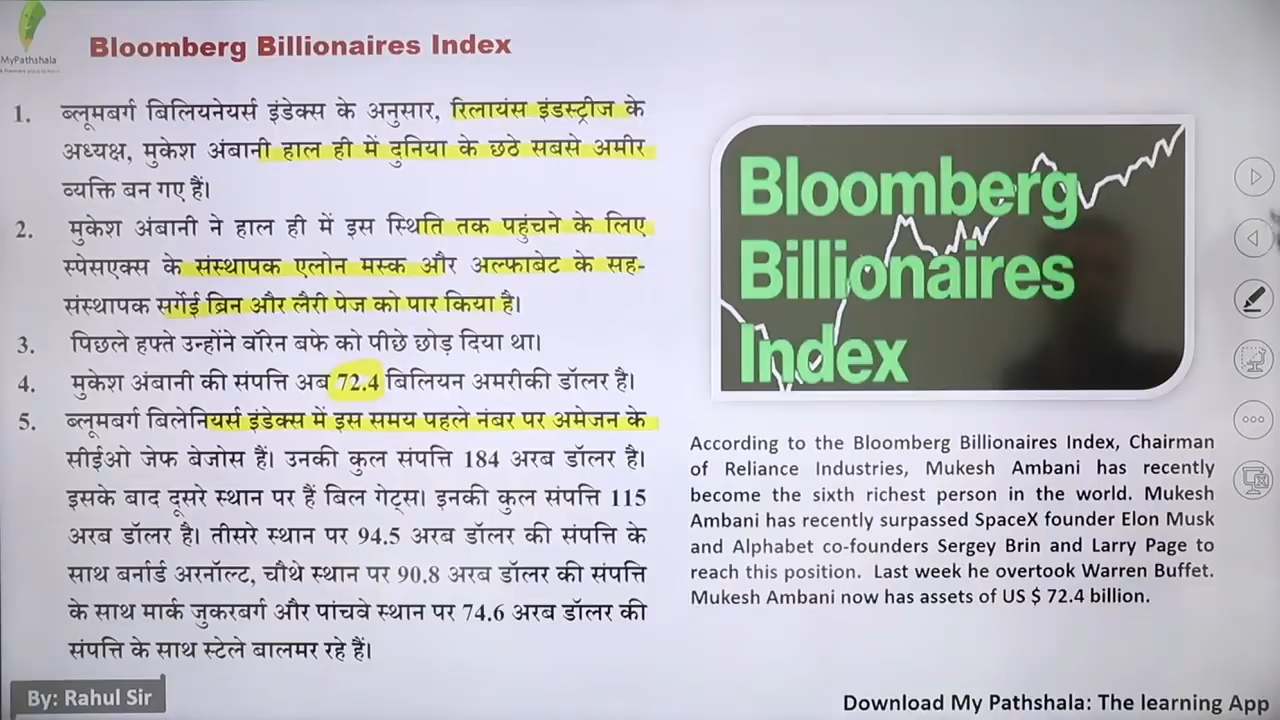 MyPathshala
Bloomberg Billionaires Index
1. ब्लूमबर्ग बिलियनेयर्स इंडेक्स के अनुसार, रिलायंस इंडस्ट्रीज के
अध्यक्ष, मुकेश अंबानी हाल ही में दुनिया के छठे सबसे अमीर
व्यक्ति बन गए हैं।
2. मुकेश अंबानी ने हाल ही में इस स्थिति तक पहुंचने के लिए
स्पेसएक्स के संस्थापक एलोन मस्क और अल्फाबेट के सह-
संस्थापक सर्गेई ब्रिन और लैरी पेज को पार किया है।
3. पिछले हफ्ते उन्होंने वॉरेन बफे को पीछे छोड़ दिया था।
4. मुकेश अंबानी की संपत्ति अब 72.4 बिलियन अमरीकी डॉलर है।
5. ब्लूमबर्ग बिलेनियर्स इंडेक्स में इस समय पहले नंबर पर अमेजन के
सीईओ जेफ बेजोस हैं। उनकी कुल संपत्ति 184 अरब डॉलर है।
इसके बाद दूसरे स्थान पर हैं बिल गेट्स। इनकी कुल संपत्ति 115
अरब डॉलर है। तीसरे स्थान पर 94.5 अरब डॉलर की संपत्ति के
साथ बर्नार्ड अरनॉल्ट, चौथे स्थान पर 90.8 अरब डॉलर की संपत्ति
के साथ मार्क जुकरबर्ग और पांचवे स्थान पर 74.6 अरब डॉलर की
संपत्ति के साथ स्टेले बालमर रहे हैं।
Bloomberg
Billionaires
Index
According to the Bloomberg Billionaires Index, Chairman
of Reliance Industries, Mukesh Ambani has recently
become the sixth richest person in the world. Mukesh
Ambani has recently surpassed SpaceX founder Elon Musk
and Alphabet co-founders Sergey Brin and Larry Page to
reach this position. Last week he overtook Warren Buffet.
Mukesh Ambani now has assets of US $ 72.4 billion.
By: Rahul Sir
Download My Pathshala: The learning App